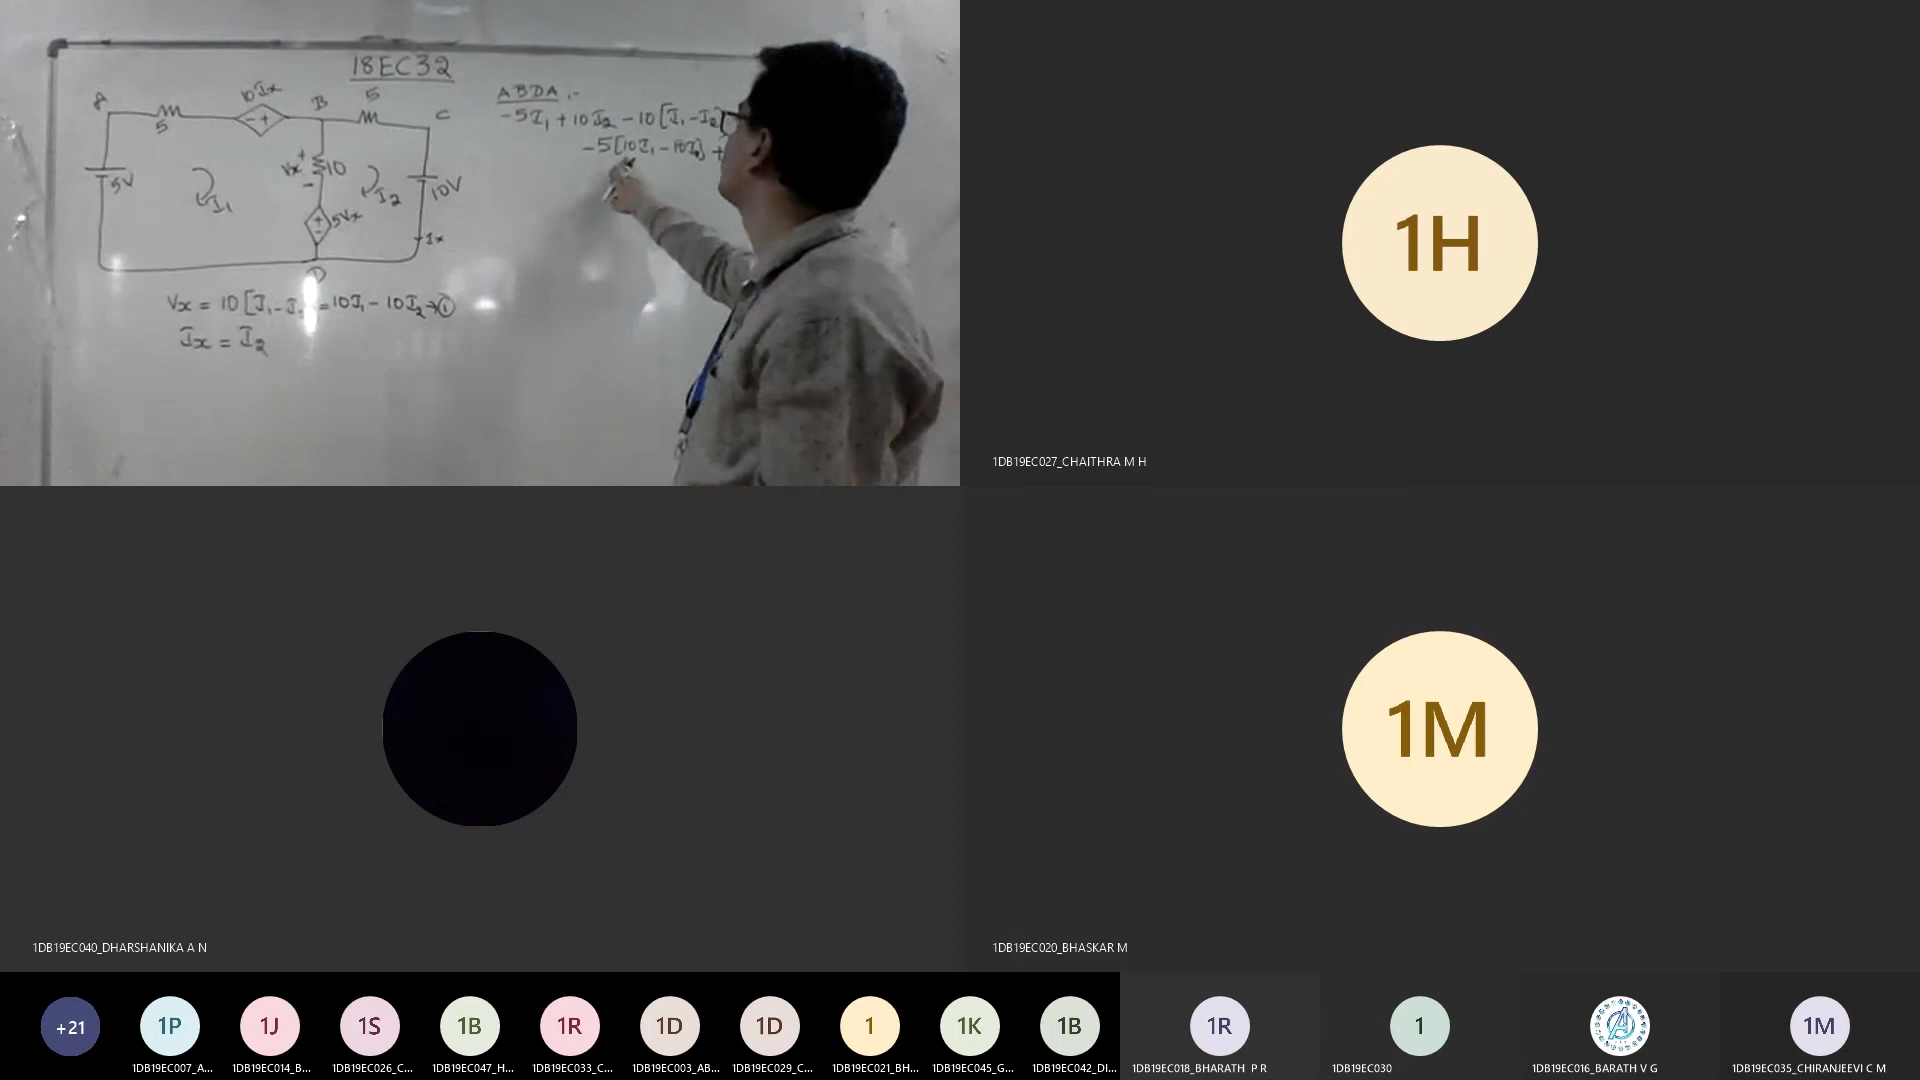 18EC32
A
5
10Ix
B
5
C
5V
I1
Vx
+
-
10
I2
10V
+
-
5Vx
Ix
D
Vx = 10 [I1 - I = 10I1 - 10I2 → ①
Ix = I2
ABDA :-
-5I1 + 10I2 - 10[I1 - I2]
-5[10I1 - 10I2] +
1H
1DB19EC027_CHAITHRA M H
1DB19EC040_DHARSHANIKA A N
1M
1DB19EC020_BHASKAR M
+21
1P
1J
1S
1B
1R
1D
1D
1
1K
1B
1R
1
1M
1DB19EC007_A...
1DB19EC014_B...
1DB19EC026_C...
1DB19EC047_H...
1DB19EC033_C...
1DB19EC003_AB...
1DB19EC029_C...
1DB19EC021_BH...
1DB19EC045_G...
1DB19EC042_DI...
1DB19EC018_BHARATH P R
1DB19EC030
1DB19EC016_BARATH V G
1DB19EC035_CHIRANJEEVI C M